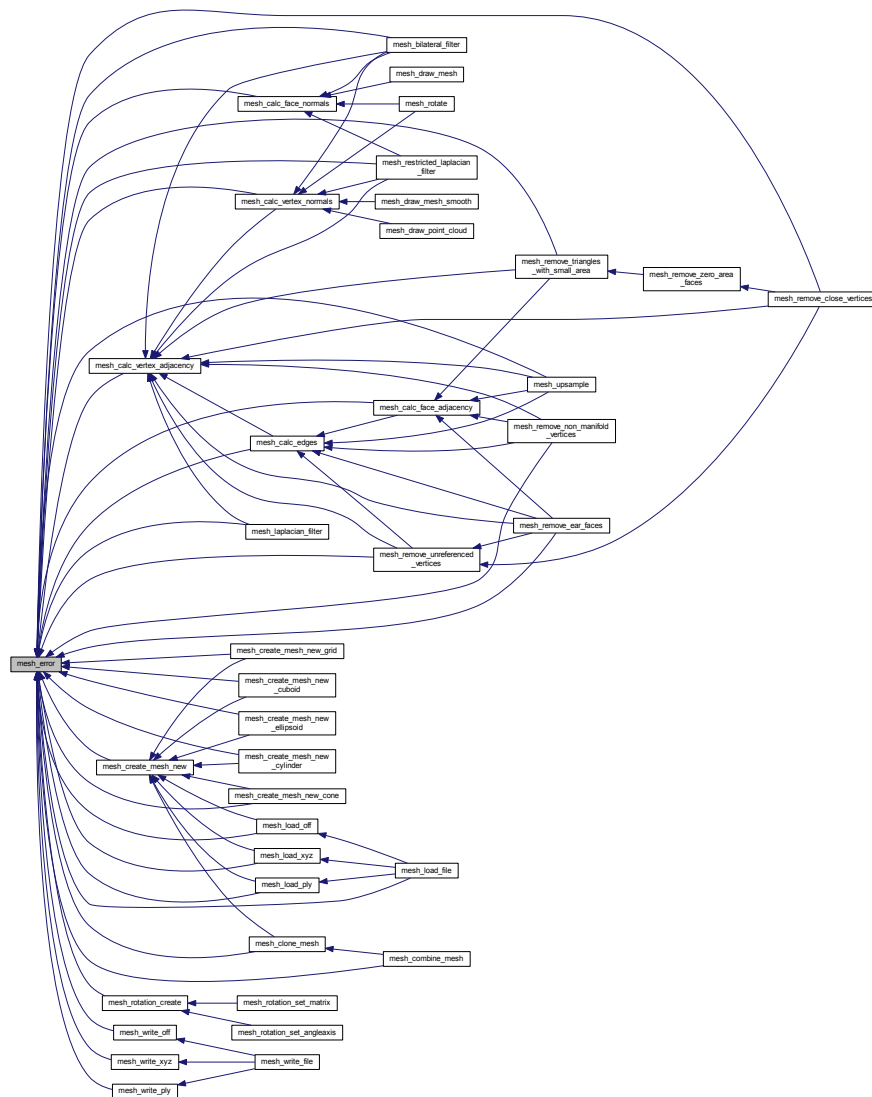 mesh_bilateral_filter
mesh_draw_mesh
mesh_calc_face_normals
mesh_rotate
mesh_restricted_laplacian
_filter
mesh_calc_vertex_normals
mesh_draw_mesh_smooth
mesh_draw_point_cloud
mesh_remove_triangles
_with_small_area
mesh_remove_zero_area
_faces
mesh_remove_close_vertices
mesh_calc_vertex_adjacency
mesh_upsample
mesh_calc_face_adjacency
mesh_remove_non_manifold
_vertices
mesh_calc_edges
mesh_remove_ear_faces
mesh_laplacian_filter
mesh_remove_unreferenced
_vertices
mesh_error
mesh_create_mesh_new_grid
mesh_create_mesh_new
_cuboid
mesh_create_mesh_new
_ellipsoid
mesh_create_mesh_new
_cylinder
mesh_create_mesh_new
mesh_create_mesh_new_cone
mesh_load_off
mesh_load_xyz
mesh_load_file
mesh_load_ply
mesh_clone_mesh
mesh_combine_mesh
mesh_rotation_create
mesh_rotation_set_matrix
mesh_rotation_set_angleaxis
mesh_write_off
mesh_write_xyz
mesh_write_file
mesh_write_ply